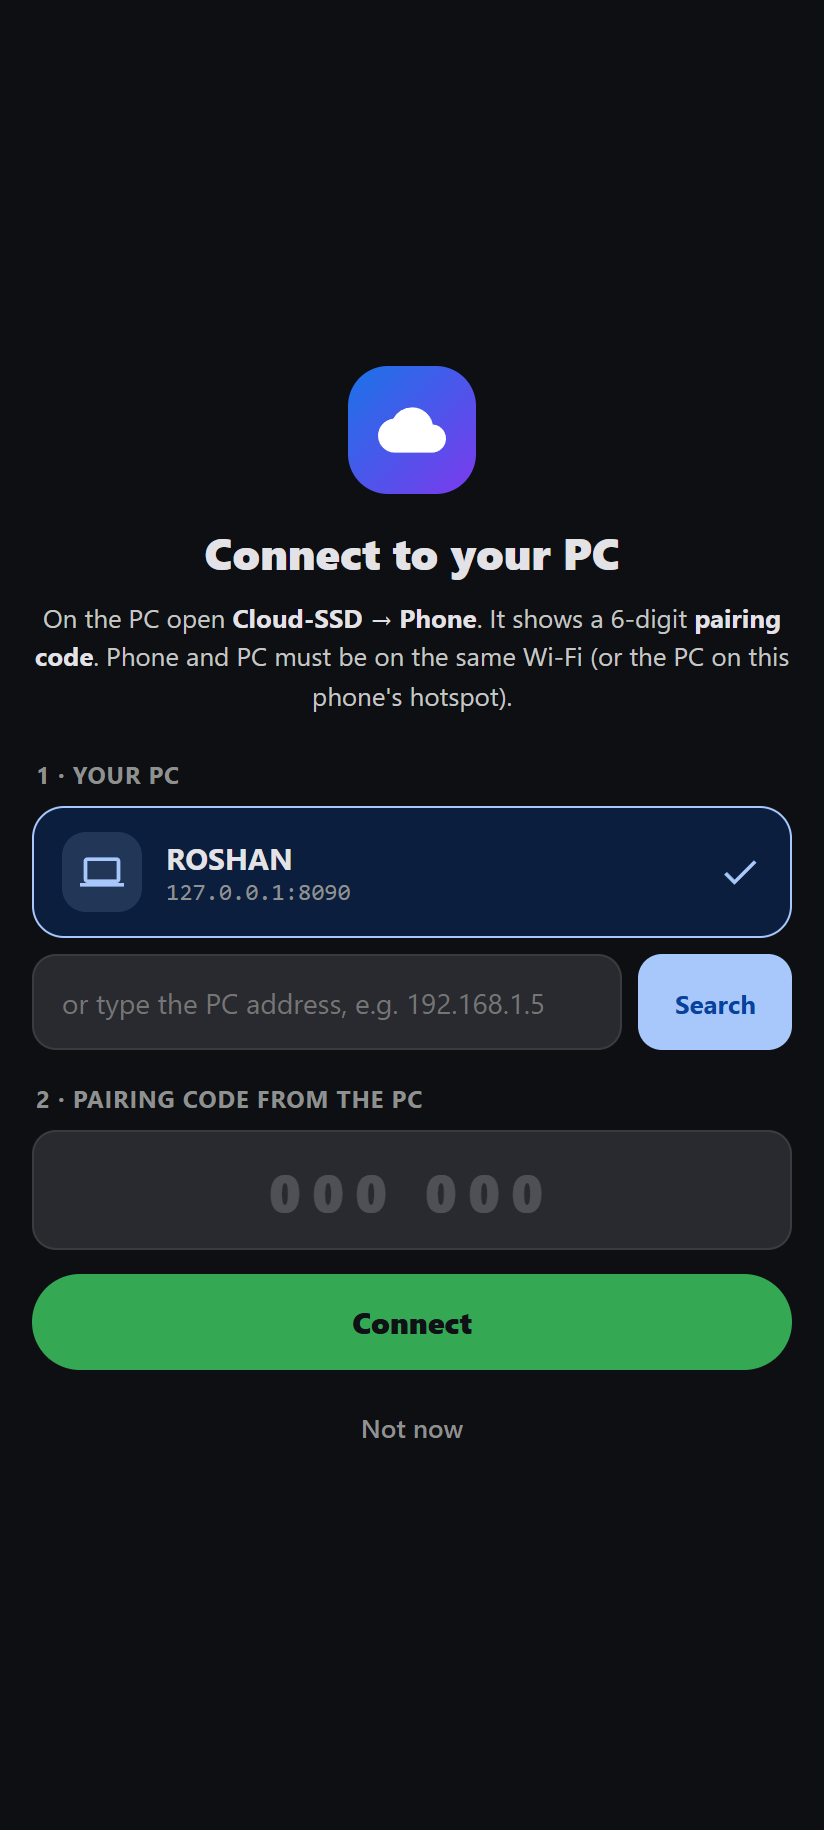 Connect to your PC
On the PC open Cloud-SSD → Phone. It shows a 6-digit pairing
code. Phone and PC must be on the same Wi-Fi (or the PC on this
phone's hotspot).
1 · YOUR PC
ROSHAN
127.0.0.1:8090
or type the PC address, e.g. 192.168.1.5
Search
2 · PAIRING CODE FROM THE PC
000 000
Connect
Not now